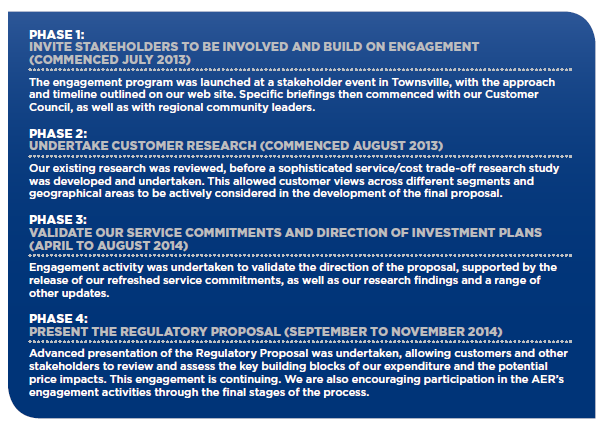 PHASE 1:
INVITE STAKEHOLDERS TO BE INVOLVED AND BUILD ON ENGAGEMENT
(COMMENCED JULY 2013)
The engagement program was launched at a stakeholder event in Townsville, with the approach
and timeline outlined on our web site. Specific briefings then commenced with our Customer
Council, as well as with regional community leaders.
PHASE 2:
UNDERTAKE CUSTOMER RESEARCH (COMMENCED AUGUST 2013)
Our existing research was reviewed, before a sophisticated service/cost trade-off research study
was developed and undertaken. This allowed customer views across different segments and
geographical areas to be actively considered in the development of the final proposal.
PHASE 3:
VALIDATE OUR SERVICE COMMITMENTS AND DIRECTION OF INVESTMENT PLANS
(APRIL TO AUGUST 2014)
Engagement activity was undertaken to validate the direction of the proposal, supported by the
release of our refreshed service commitments, as well as our research findings and a range of
other updates.
PHASE 4:
PRESENT THE REGULATORY PROPOSAL (SEPTEMBER TO NOVEMBER 2014)
Advanced presentation of the Regulatory Proposal was undertaken, allowing customers and other
stakeholders to review and assess the key building blocks of our expenditure and the potential
price impacts. This engagement is continuing. We are also encouraging participation in the AER's
engagement activities through the final stages of the process.